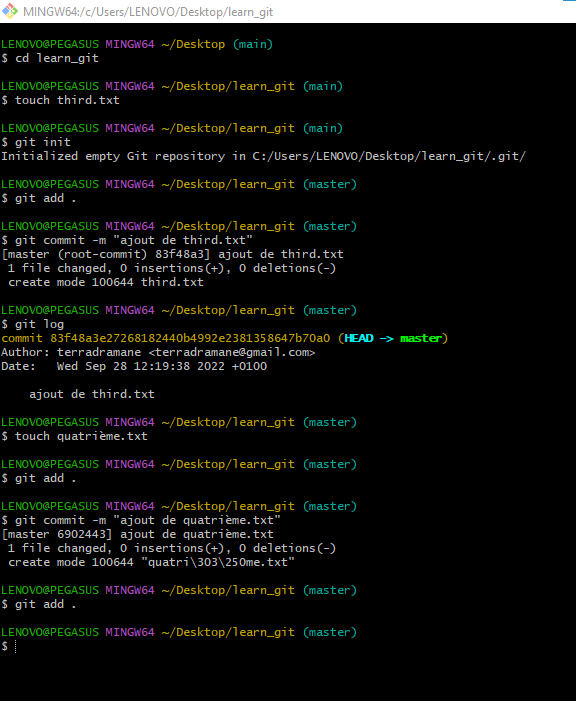 MINGW64:/c/Users/LENOVO/Desktop/learn_git
LENOVO@PEGASUS MINGW64 ~/Desktop (main)
$ cd learn_git
LENOVO@PEGASUS MINGW64 ~/Desktop/learn_git (main)
$ touch third.txt
LENOVO@PEGASUS MINGW64 ~/Desktop/learn_git (main)
$ git init
Initialized empty Git repository in C:/Users/LENOVO/Desktop/learn_git/.git/
LENOVO@PEGASUS MINGW64 ~/Desktop/learn_git (master)
$ git add .
LENOVO@PEGASUS MINGW64 ~/Desktop/learn_git (master)
$ git commit -m "ajout de third.txt"
[master (root-commit) 83f48a3] ajout de third.txt
 1 file changed, 0 insertions(+), 0 deletions(-)
 create mode 100644 third.txt
LENOVO@PEGASUS MINGW64 ~/Desktop/learn_git (master)
$ git log
commit 83f48a3e27268182440b4992e2381358647b70a0 (HEAD -> master)
Author: terradramane <terradramane@gmail.com>
Date:   Wed Sep 28 12:19:38 2022 +0100
    ajout de third.txt
LENOVO@PEGASUS MINGW64 ~/Desktop/learn_git (master)
$ touch quatrième.txt
LENOVO@PEGASUS MINGW64 ~/Desktop/learn_git (master)
$ git add .
LENOVO@PEGASUS MINGW64 ~/Desktop/learn_git (master)
$ git commit -m "ajout de quatrième.txt"
[master 6902443] ajout de quatrième.txt
 1 file changed, 0 insertions(+), 0 deletions(-)
 create mode 100644 "quatri\303\250me.txt"
LENOVO@PEGASUS MINGW64 ~/Desktop/learn_git (master)
$ git add .
LENOVO@PEGASUS MINGW64 ~/Desktop/learn_git (master)
$